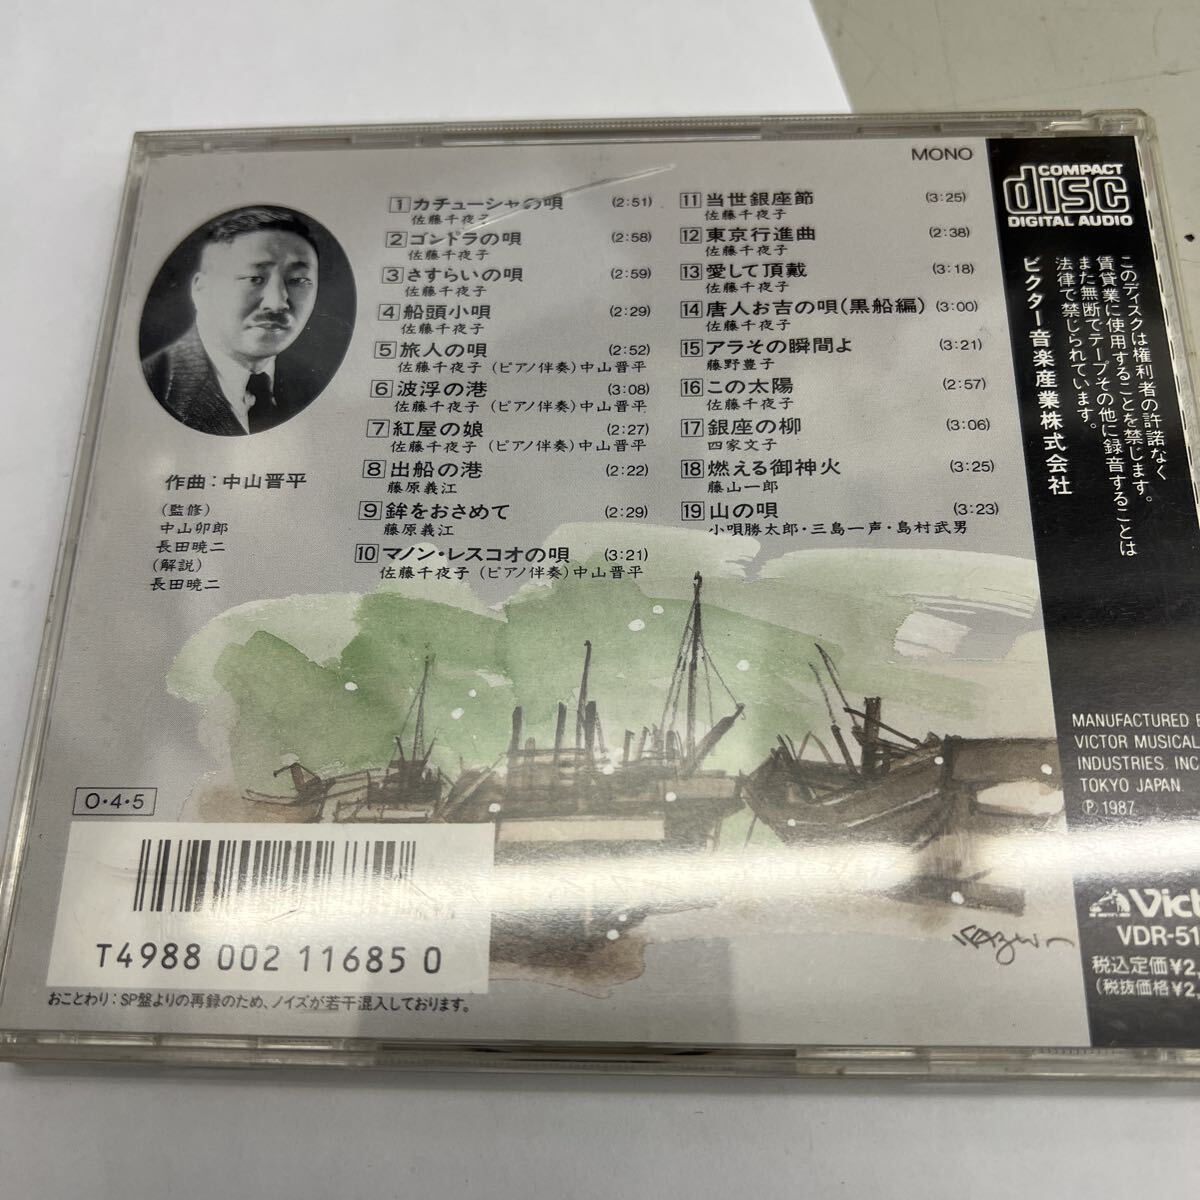 MONO
1 カチューシャの唄 (2:51)
佐藤千夜子
2 ゴンドラの唄 (2:58)
佐藤千夜子
3 さすらいの唄 (2:59)
佐藤千夜子
4 船頭小唄 (2:29)
佐藤千夜子
5 旅人の唄 (2:52)
佐藤千夜子(ピアノ伴奏)中山晋平
6 波浮の港 (3:08)
佐藤千夜子(ピアノ伴奏)中山晋平
7 紅屋の娘 (2:27)
佐藤千夜子(ピアノ伴奏)中山晋平
8 出船の港 (2:22)
藤原義江
9 鉾をおさめて (2:29)
藤原義江
10 マノン・レスコオの唄 (3:21)
佐藤千夜子(ピアノ伴奏)中山晋平
11 当世銀座節 (3:25)
佐藤千夜子
12 東京行進曲 (2:38)
佐藤千夜子
13 愛して頂戴 (3:18)
佐藤千夜子
14 唐人お吉の唄(黒船編) (3:00)
佐藤千夜子
15 アラその瞬間よ (3:21)
藤野豊子
16 この太陽 (2:57)
佐藤千夜子
17 銀座の柳 (3:06)
四家文子
18 燃える御神火 (3:25)
藤山一郎
19 山の唄 (3:23)
小唄勝太郎・三島一声・島村武男
作曲:中山晋平
(監修)
中山卯郎
長田暁二
(解説)
長田暁二
O・4・5
T4988 002 11685 0
おことわり:SP盤よりの再録のため、ノイズが若干混入しております。
COMPACT
disc
DIGITAL AUDIO
このディスクは権利者の許諾なく
賃貸業に使用することを禁じます。
また無断でテープその他に録音することは
法律で禁じられています。
ビクター音楽産業株式会社
MANUFACTURED
VICTOR MUSICAL
INDUSTRIES. INC
TOKYO JAPAN
Ⓟ1987
VDR-51
税込定価¥2,
(税抜価格¥2,